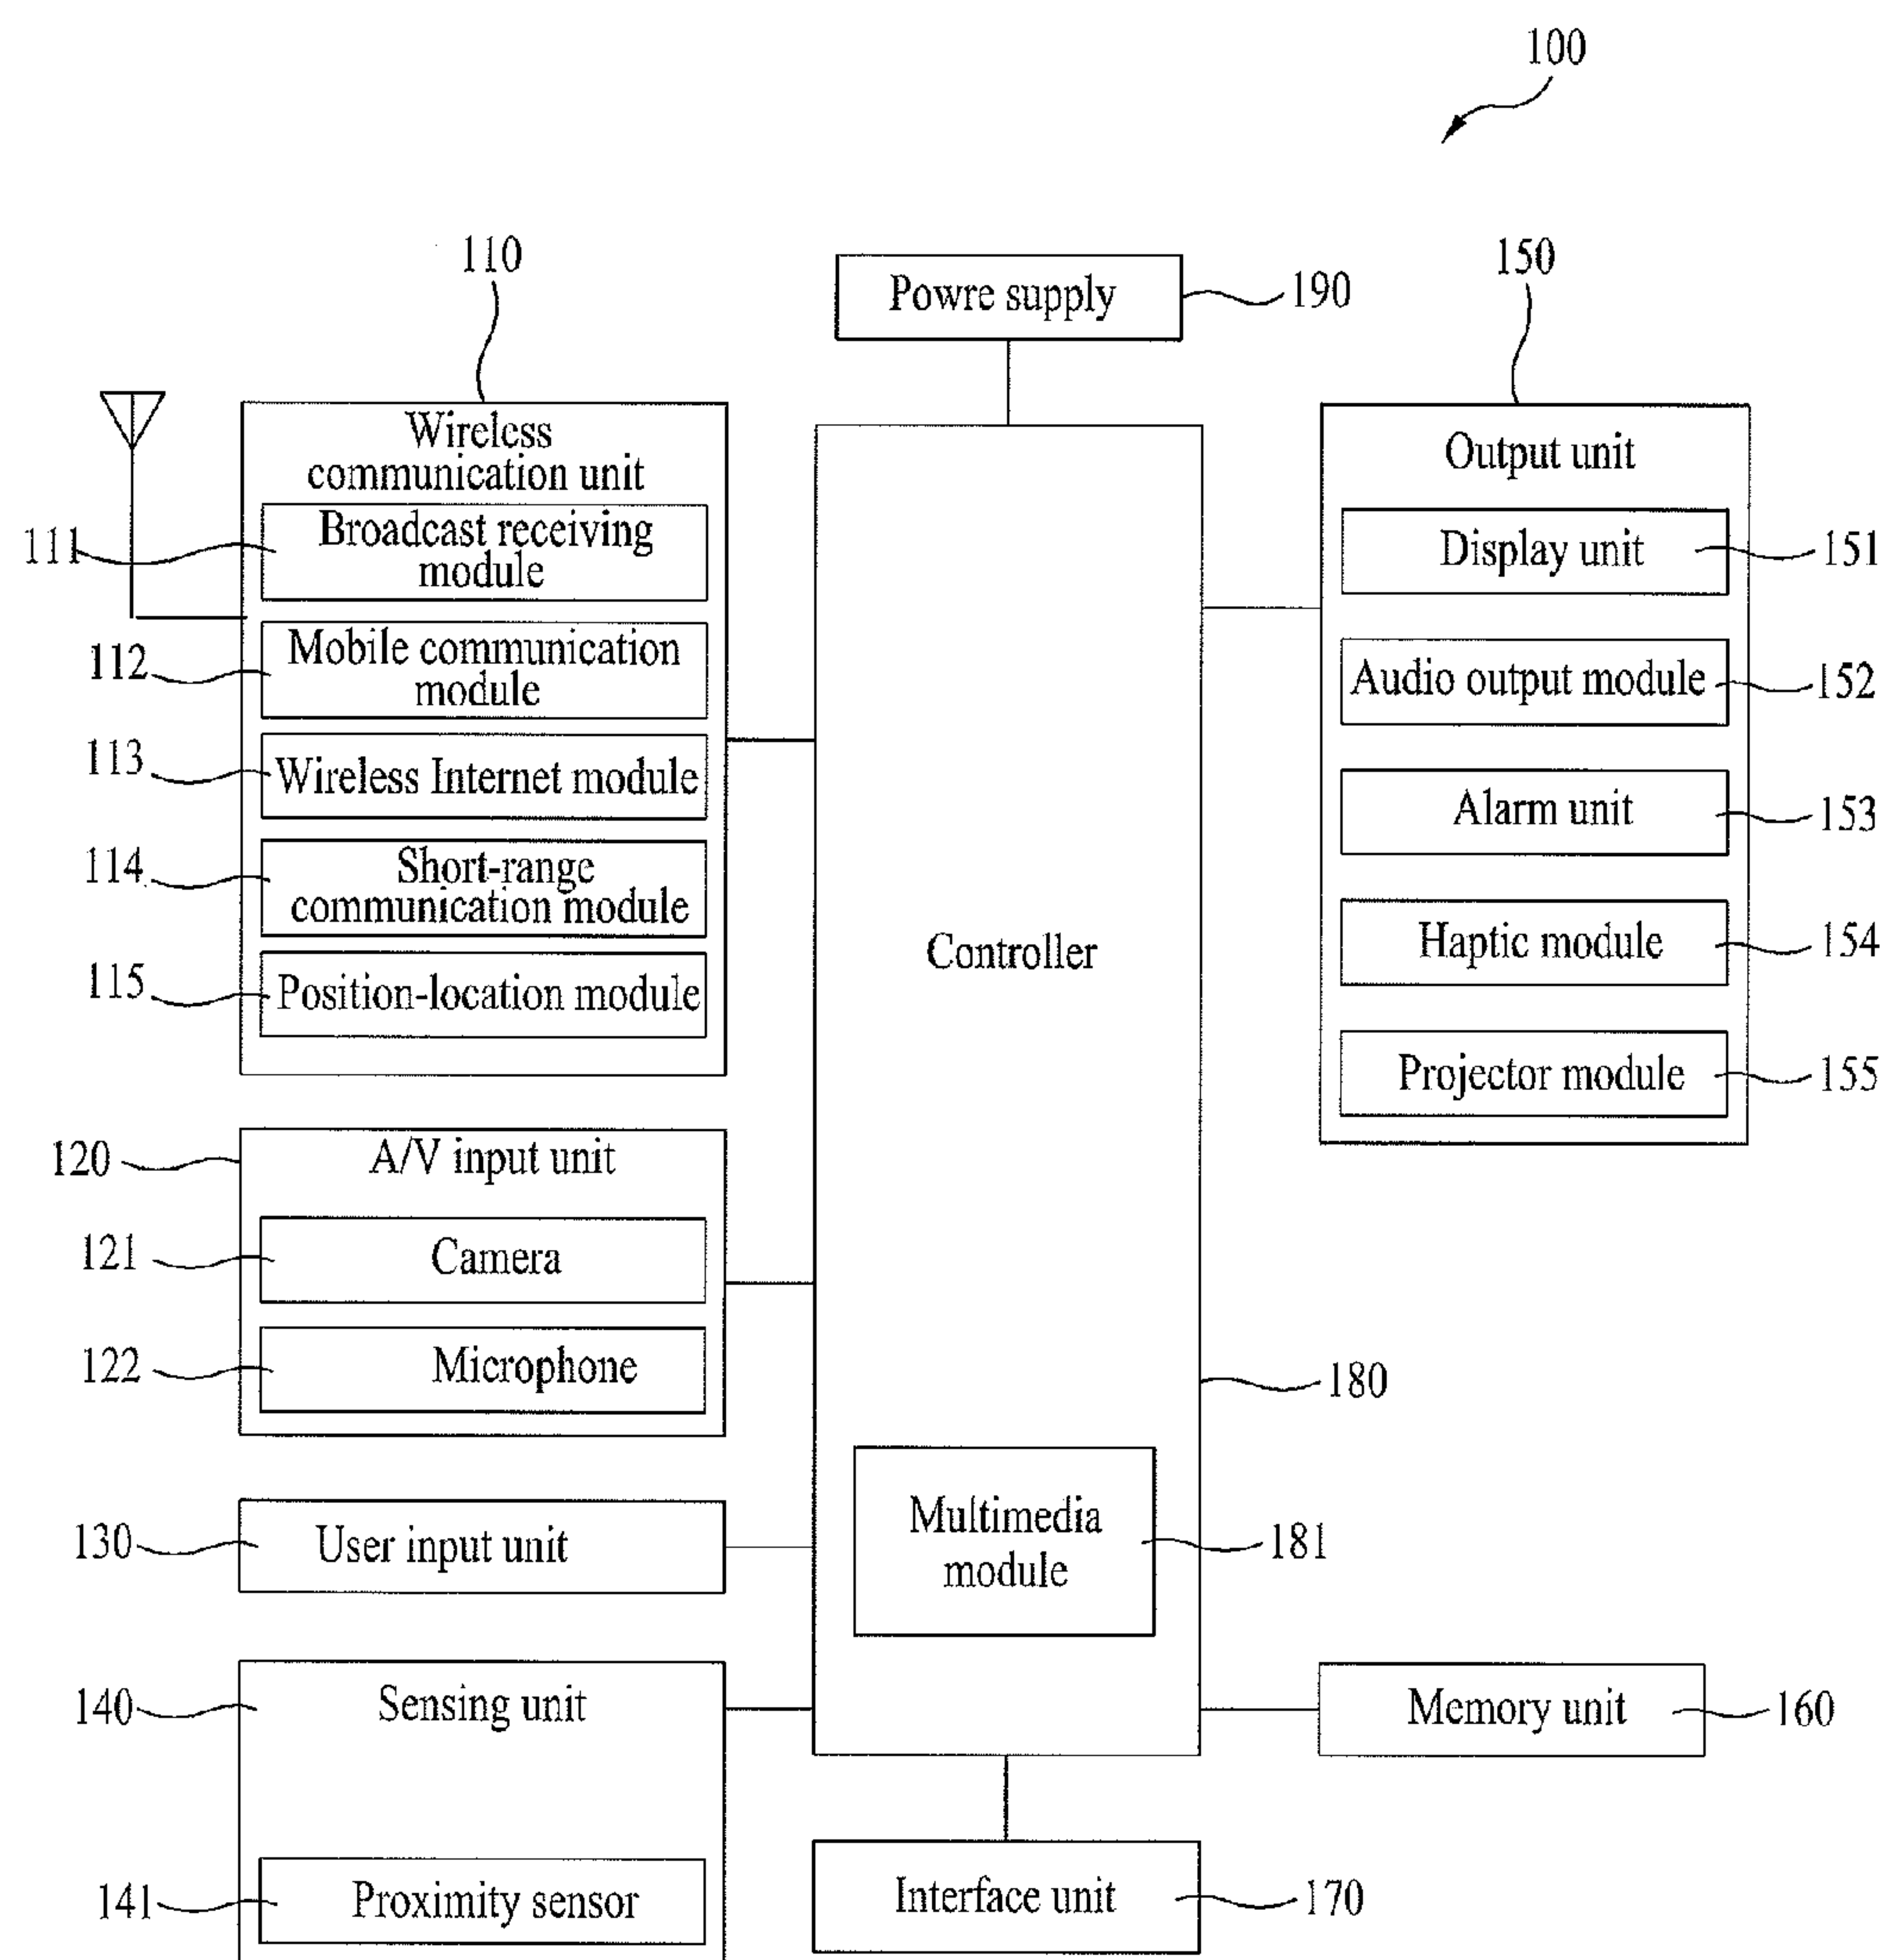 100
110
Powre supply
190
150
Wireless
communication unit
Output unit
111
Broadcast receiving
module
Display unit
151
112
Mobile communication
module
Audio output module
152
113
Wireless Internet module
Alarm unit
153
114
Short-range
communication module
Controller
Haptic module
154
115
Position-location module
Projector module
155
120
A/V input unit
121
Camera
122
Microphone
180
130
User input unit
Multimedia
module
181
140
Sensing unit
Memory unit
160
141
Proximity sensor
Interface unit
170